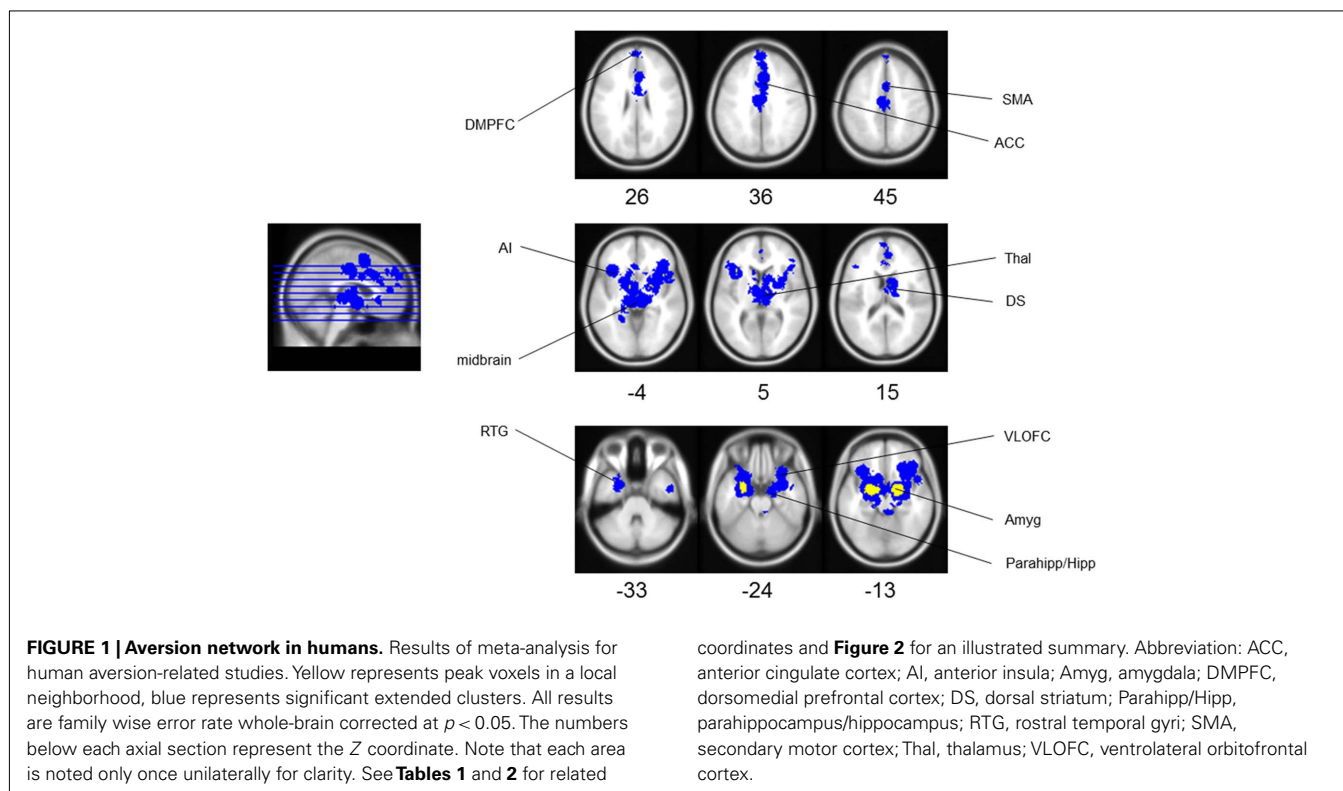 DMPFC
SMA
ACC
26 36 45
AI
Thal
DS
midbrain
-4 5 15
RTG
VLOFC
Amyg
Parahipp/Hipp
-33 -24 -13
FIGURE 1 | Aversion network in humans. Results of meta-analysis for
human aversion-related studies. Yellow represents peak voxels in a local
neighborhood, blue represents significant extended clusters. All results
are family wise error rate whole-brain corrected at p < 0.05. The numbers
below each axial section represent the Z coordinate. Note that each area
is noted only once unilaterally for clarity. See Tables 1 and 2 for related
coordinates and Figure 2 for an illustrated summary. Abbreviation: ACC,
anterior cingulate cortex; AI, anterior insula; Amyg, amygdala; DMPFC,
dorsomedial prefrontal cortex; DS, dorsal striatum; Parahipp/Hipp,
parahippocampus/hippocampus; RTG, rostral temporal gyri; SMA,
secondary motor cortex; Thal, thalamus; VLOFC, ventrolateral orbitofrontal
cortex.